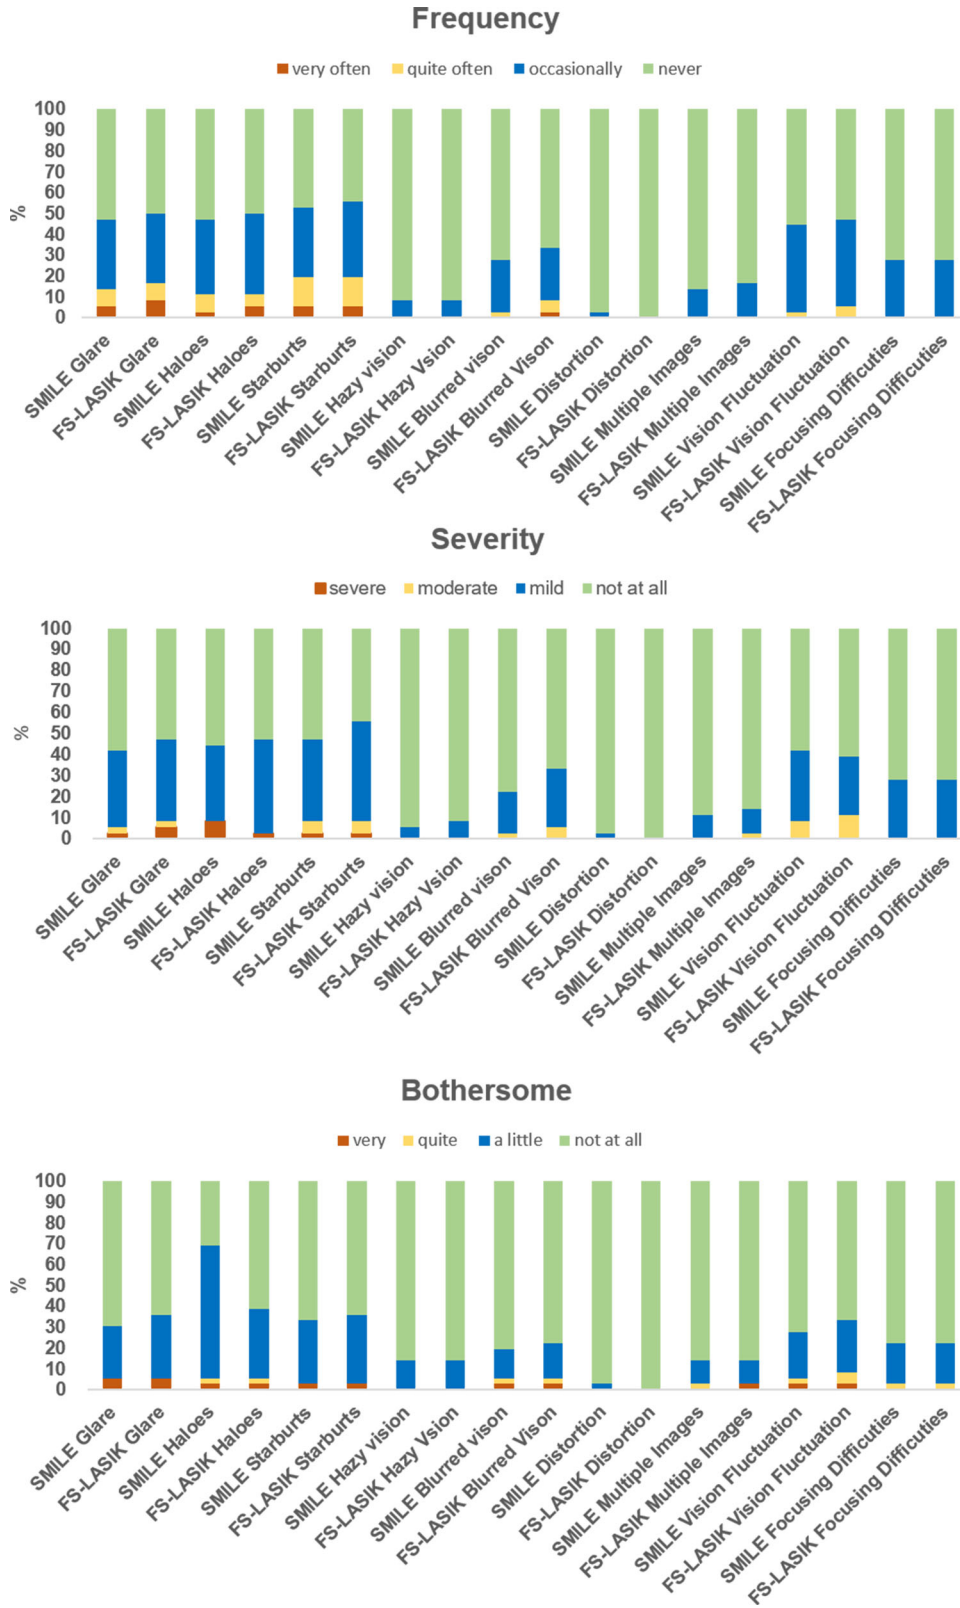 Frequency
very often quite often occasionally never
100
90
80
70
60
50
40
30
20
10
0
%
SMILE Glare
FS-LASIK Glare
SMILE Haloes
FS-LASIK Haloes
SMILE Starburts
FS-LASIK Starburts
SMILE Hazy vision
FS-LASIK Hazy Vsion
SMILE Blurred vison
FS-LASIK Blurred Vison
SMILE Distortion
FS-LASIK Distortion
SMILE Multiple Images
FS-LASIK Multiple Images
SMILE Vision Fluctuation
FS-LASIK Vision Fluctuation
SMILE Focusing Difficuties
FS-LASIK Focusing Difficuties
Severity
severe moderate mild not at all
100
90
80
70
60
50
40
30
20
10
0
%
SMILE Glare
FS-LASIK Glare
SMILE Haloes
FS-LASIK Haloes
SMILE Starburts
FS-LASIK Starburts
SMILE Hazy vision
FS-LASIK Hazy Vsion
SMILE Blurred vison
FS-LASIK Blurred Vison
SMILE Distortion
FS-LASIK Distortion
SMILE Multiple Images
FS-LASIK Multiple Images
SMILE Vision Fluctuation
FS-LASIK Vision Fluctuation
SMILE Focusing Difficuties
FS-LASIK Focusing Difficuties
Bothersome
very quite a little not at all
100
90
80
70
60
50
40
30
20
10
0
%
SMILE Glare
FS-LASIK Glare
SMILE Haloes
FS-LASIK Haloes
SMILE Starburts
FS-LASIK Starburts
SMILE Hazy vision
FS-LASIK Hazy Vsion
SMILE Blurred vison
FS-LASIK Blurred Vison
SMILE Distortion
FS-LASIK Distortion
SMILE Multiple Images
FS-LASIK Multiple Images
SMILE Vision Fluctuation
FS-LASIK Vision Fluctuation
SMILE Focusing Difficuties
FS-LASIK Focusing Difficuties